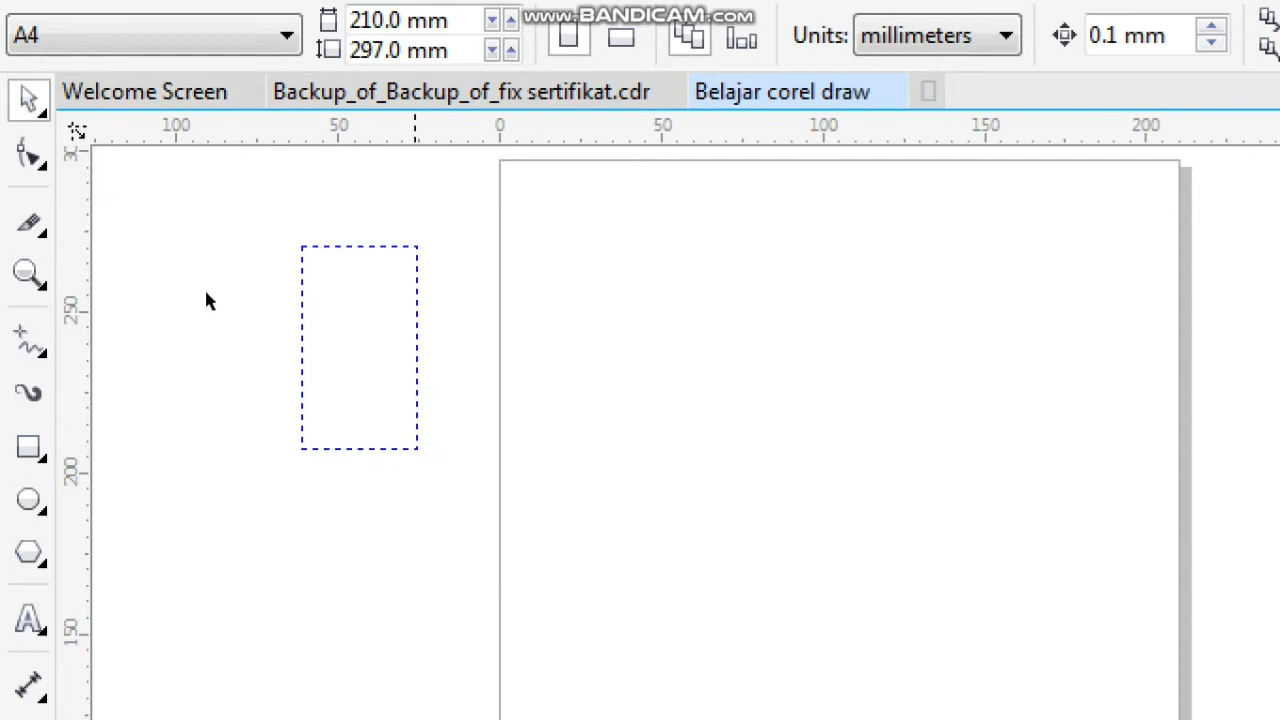 A4
210.0 mm
297.0 mm
www.BANDICAM.com
Units:
millimeters
0.1 mm
Welcome Screen
Backup_of_Backup_of_fix sertifikat.cdr
Belajar corel draw
100
50
0
50
100
150
200
250
200
150